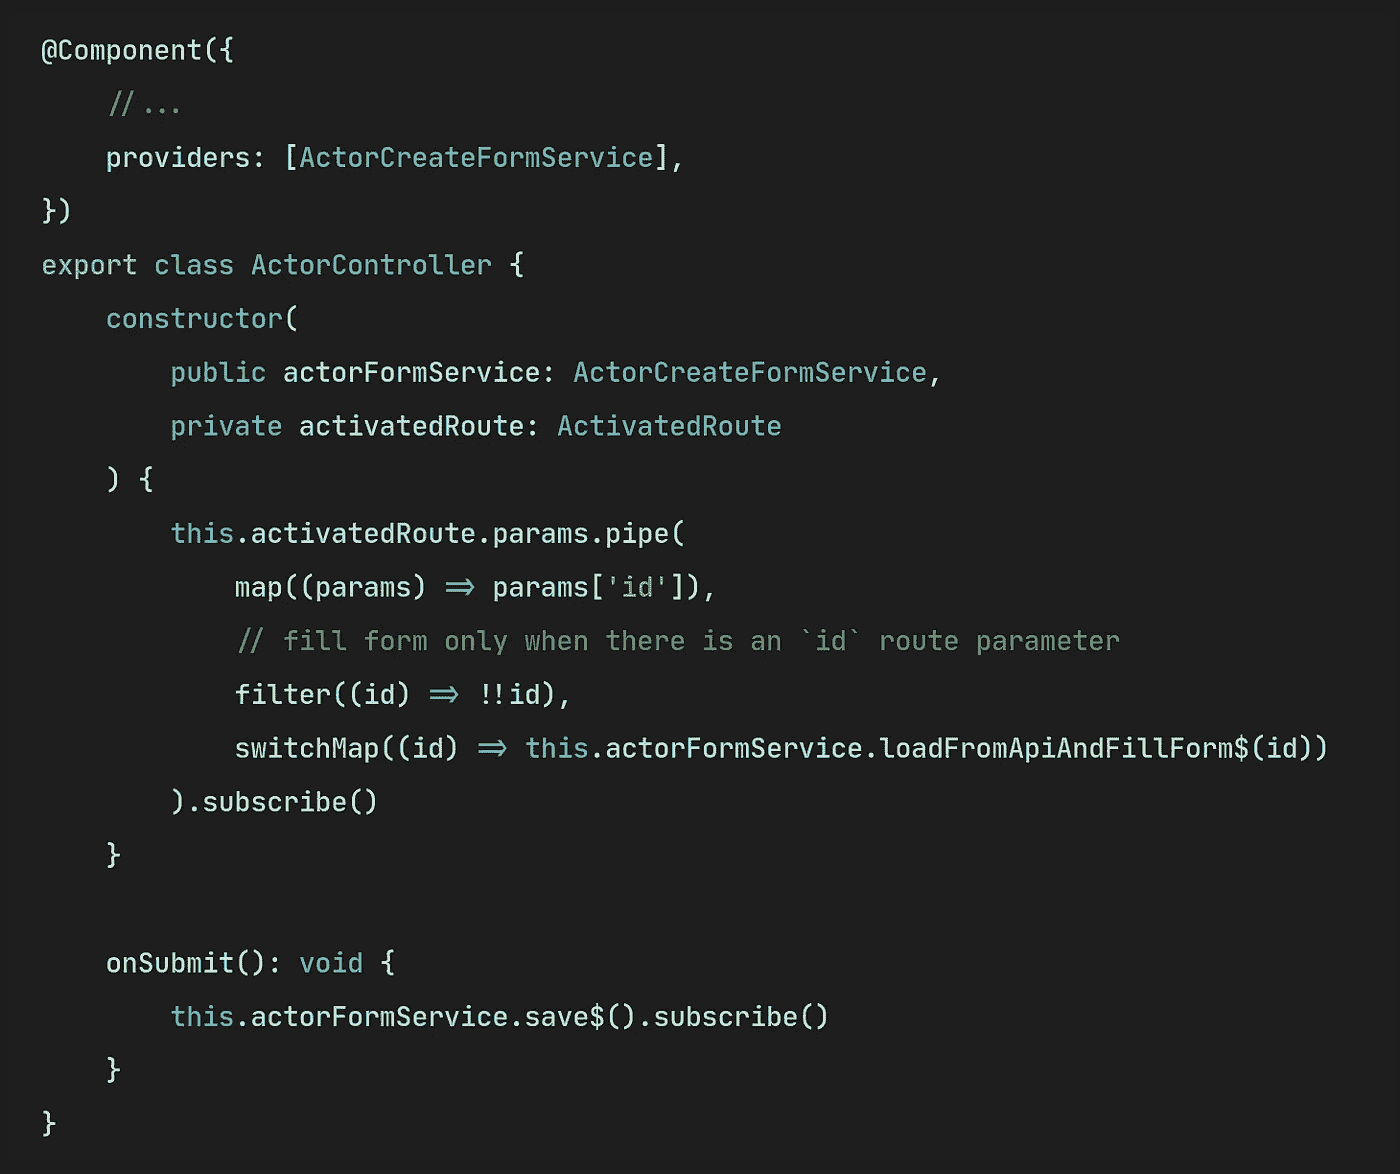 @Component({
    //...
    providers: [ActorCreateFormService],
})
export class ActorController {
    constructor(
        public actorFormService: ActorCreateFormService,
        private activatedRoute: ActivatedRoute
    ) {
        this.activatedRoute.params.pipe(
            map((params) => params['id']),
            // fill form only when there is an `id` route parameter
            filter((id) => !!id),
            switchMap((id) => this.actorFormService.loadFromApiAndFillForm$(id))
        ).subscribe()
    }

    onSubmit(): void {
        this.actorFormService.save$().subscribe()
    }
}